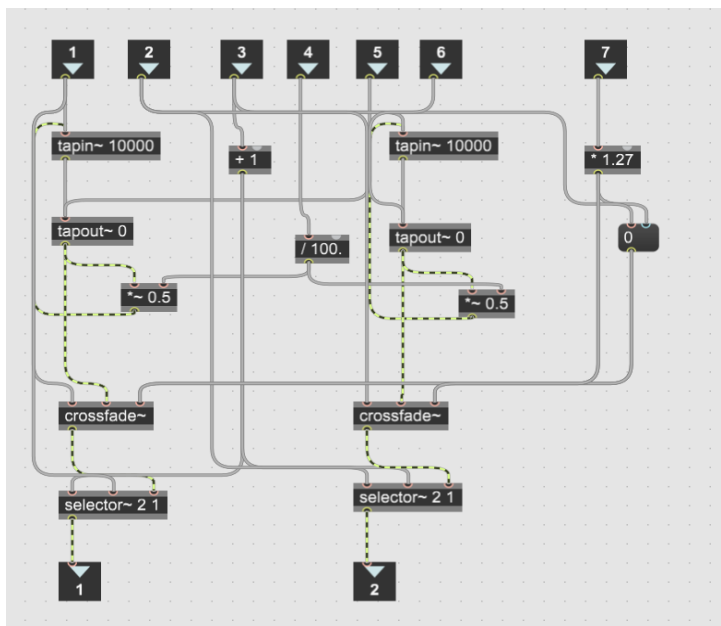 1 2 3 4 5 6 7
tapin~ 10000 tapin~ 10000
+ 1 * 1.27
tapout~ 0 / 100. tapout~ 0 0
*~ 0.5 *~ 0.5
crossfade~ crossfade~
selector~ 2 1 selector~ 2 1
1 2